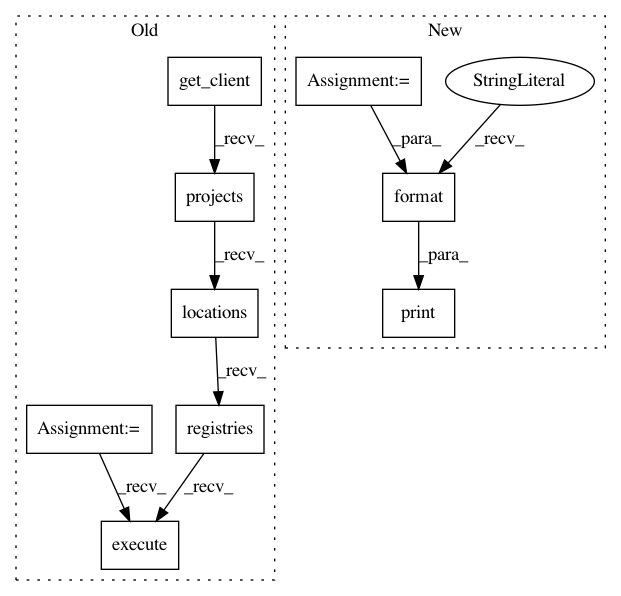 Old
New
get_client
Assignment:=
StringLiteral
_recv_
_para_
_recv_
projects
format
_recv_
_para_
locations
print
_recv_
Assignment:=
registries
_recv_
_recv_
execute